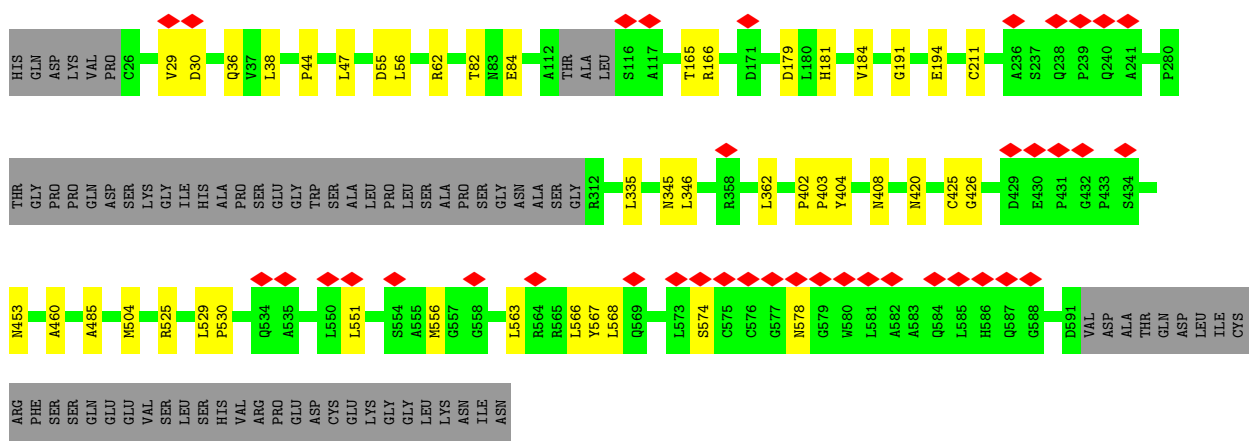 HIS GLN ASP LYS VAL PRO C26 V29 D30 Q36 V37 L38 P44 L47 D55 L56 R62 T82 N83 E84 A112 THR ALA LEU S116 A117 T165 R166 D171 D179 L180 H181 V184 G191 E194 C211 A236 S237 Q238 P239 Q240 A241 P280
THR GLY PRO PRO GLN ASP SER LYS GLY ILE HIS ALA PRO SER GLU GLY TRP SER ALA LEU PRO LEU SER ALA PRO SER GLY ASN ALA SER GLY R312 L335 N345 L346 R358 L362 P402 P403 Y404 N408 N420 C425 G426 D429 E430 P431 G432 P433 S434
N453 A460 A485 M504 R525 L529 P530 Q534 A535 L550 L551 S554 A555 M556 G557 G558 L563 R564 R565 L566 Y567 L568 Q569 L573 S574 C575 C576 G577 N578 G579 W580 L581 A582 A583 Q584 L585 H586 Q587 G588 D591 VAL ASP ALA THR GLN ASP LEU ILE CYS
ARG PHE SER SER GLN GLU GLU VAL SER LEU SER HIS VAL ARG PRO GLU ASP CYS GLU LYS GLY GLY LEU LYS ASN ILE ASN